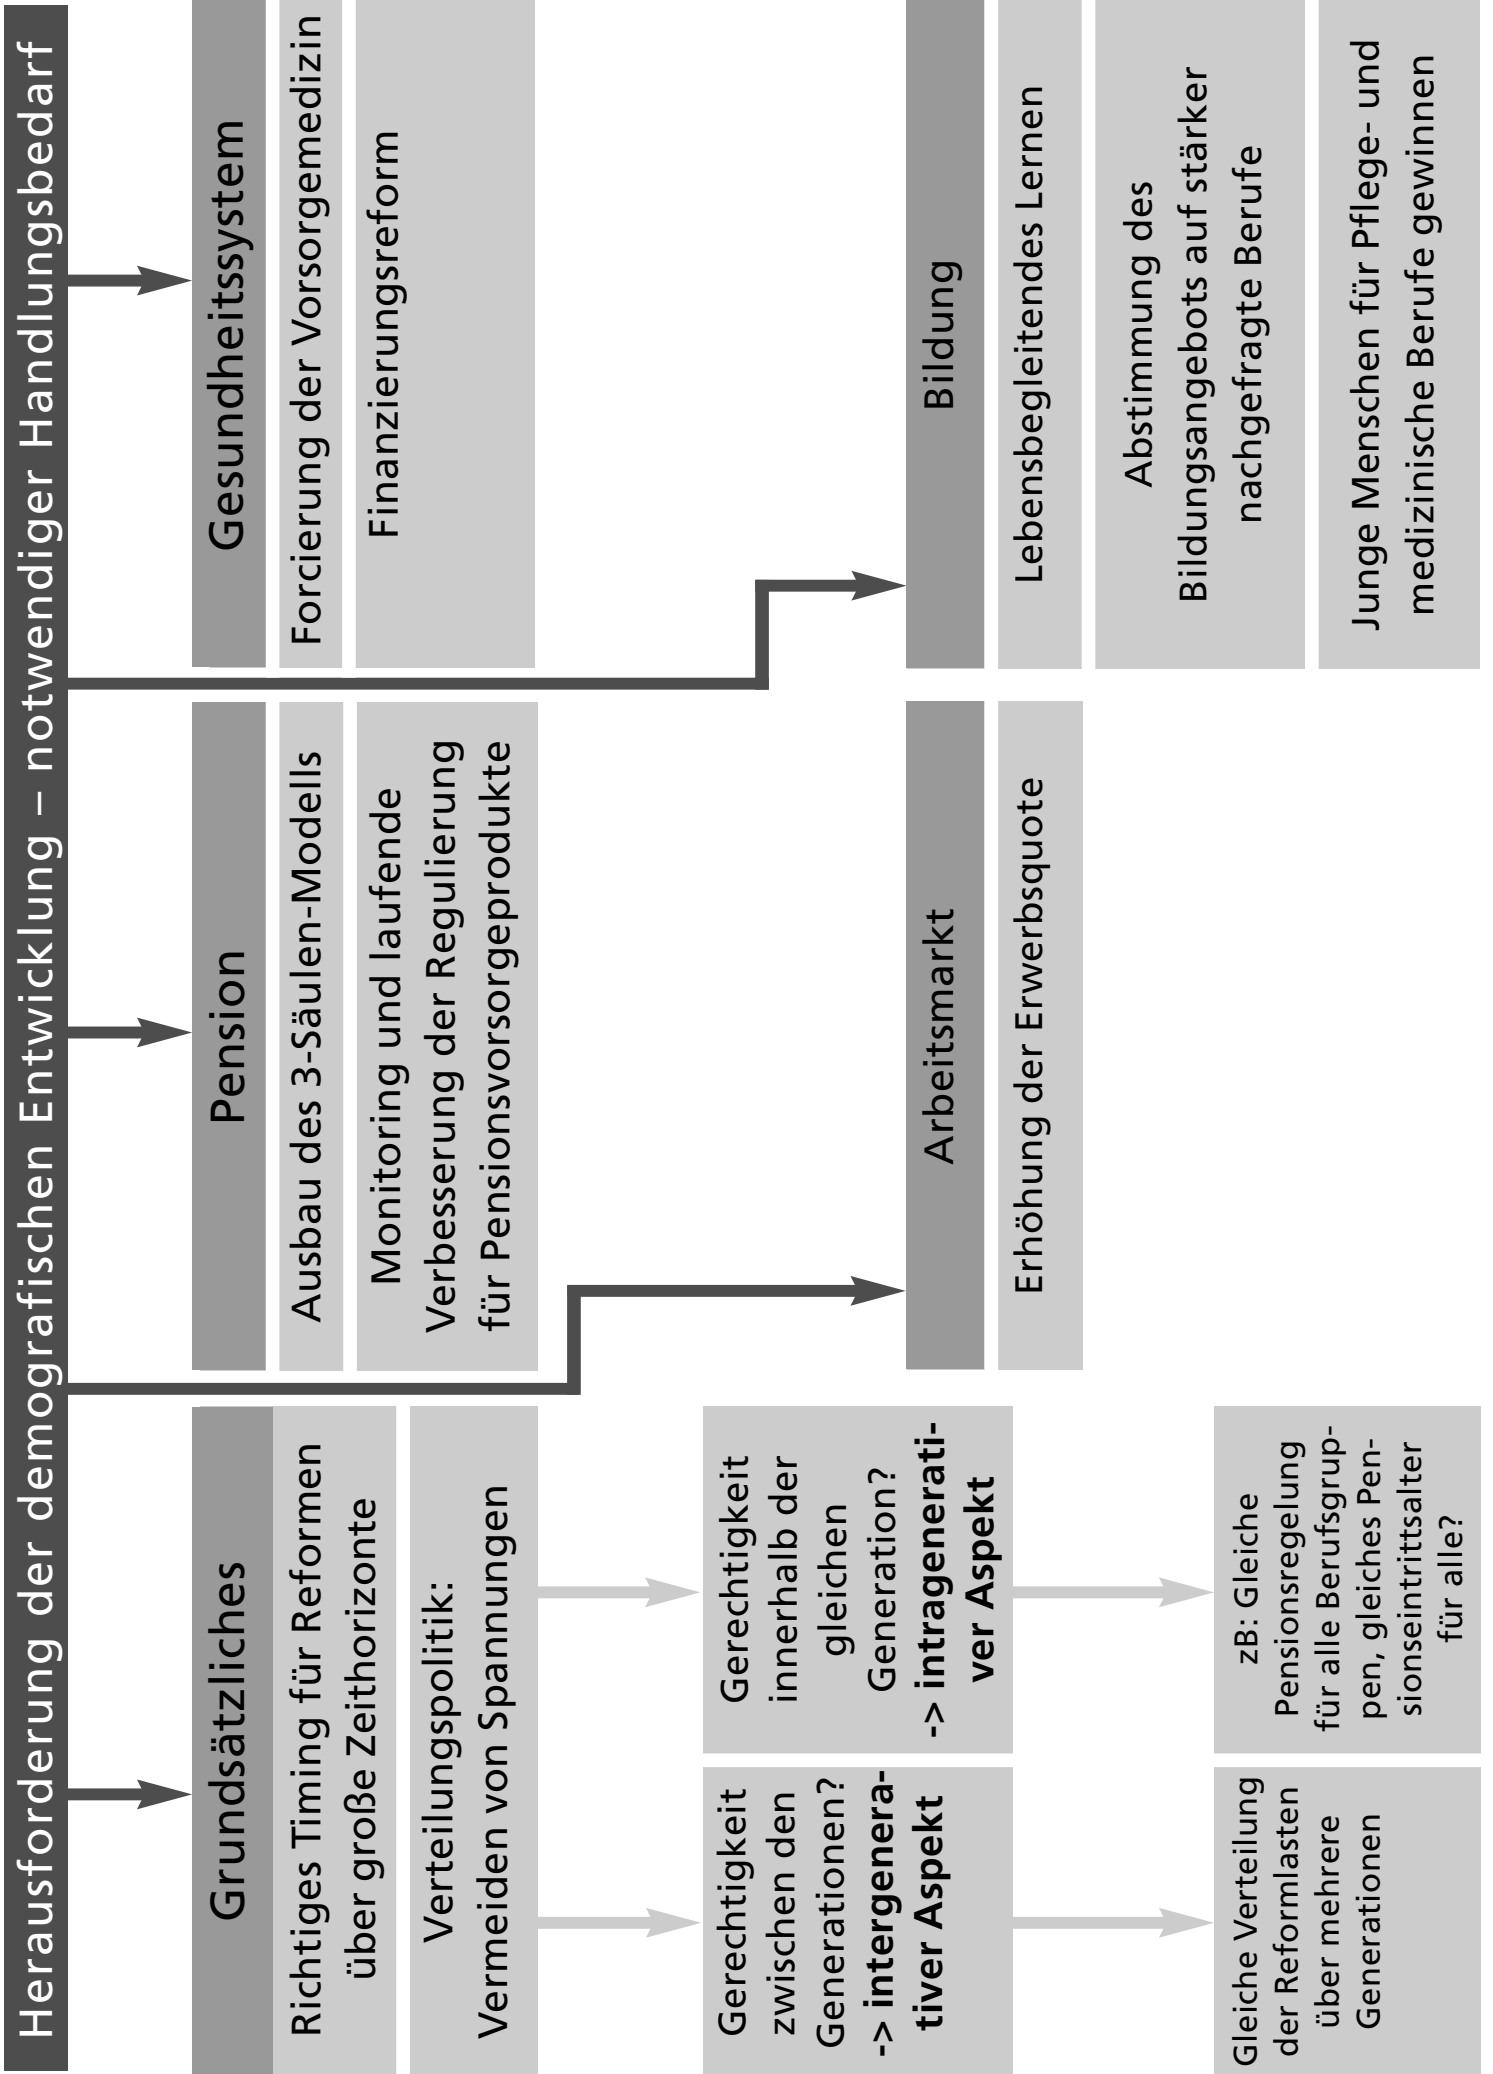 Herausforderung der demografischen Entwicklung – notwendiger Handlungsbedarf
Grundsätzliches
Richtiges Timing für Reformen
über große Zeithorizonte
Verteilungspolitik:
Vermeiden von Spannungen
Gerechtigkeit
zwischen den
Generationen?
-> intergenera-
tiver Aspekt
Gleiche Verteilung
der Reformlasten
über mehrere
Generationen
Gerechtigkeit
innerhalb der
gleichen
Generation?
-> intragenerati-
ver Aspekt
zB: Gleiche
Pensionsregelung
für alle Berufsgrup-
pen, gleiches Pen-
sionseintrittsalter
für alle?
Pension
Ausbau des 3-Säulen-Modells
Monitoring und laufende
Verbesserung der Regulierung
für Pensionsvorsorgeprodukte
Gesundheitssystem
Forcierung der Vorsorgemedizin
Finanzierungsreform
Arbeitsmarkt
Erhöhung der Erwerbsquote
Bildung
Lebensbegleitendes Lernen
Abstimmung des
Bildungsangebots auf stärker
nachgefragte Berufe
Junge Menschen für Pflege- und
medizinische Berufe gewinnen